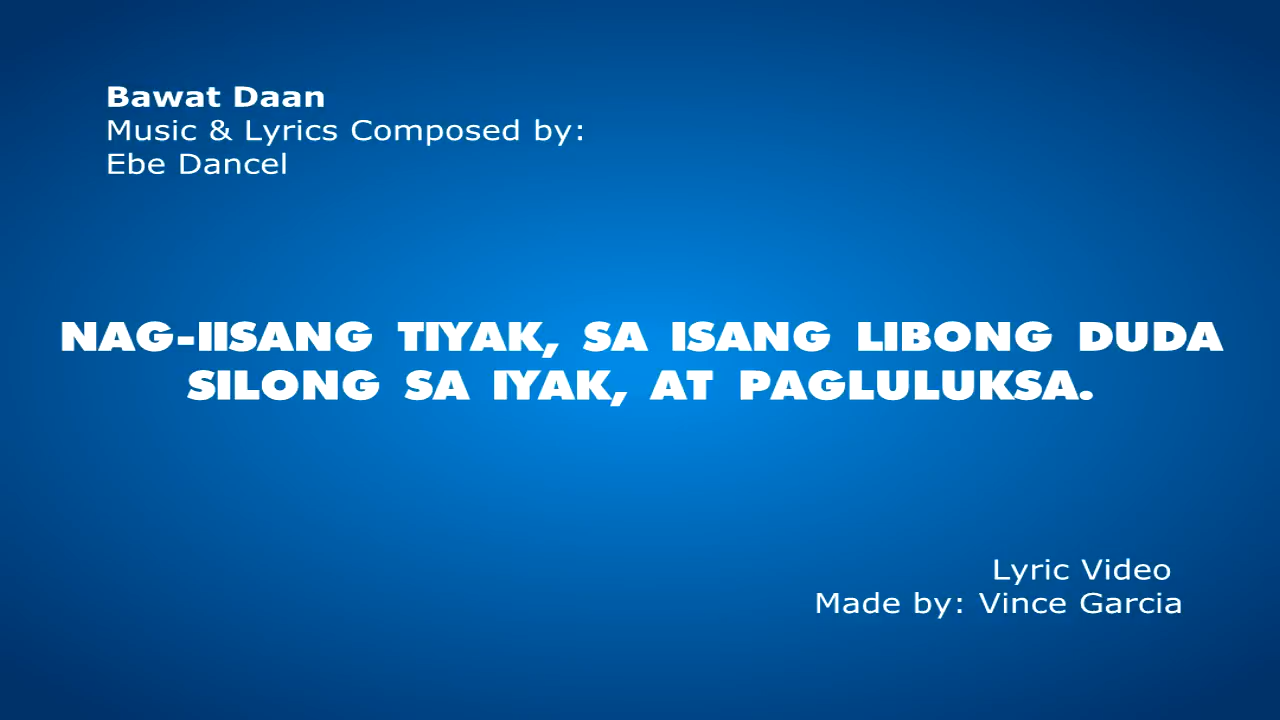 Bawat Daan
Music & Lyrics Composed by:
Ebe Dancel
NAG-IISANG TIYAK, SA ISANG LIBONG DUDA
SILONG SA IYAK, AT PAGLULUKSA.
Lyric Video
Made by: Vince Garcia